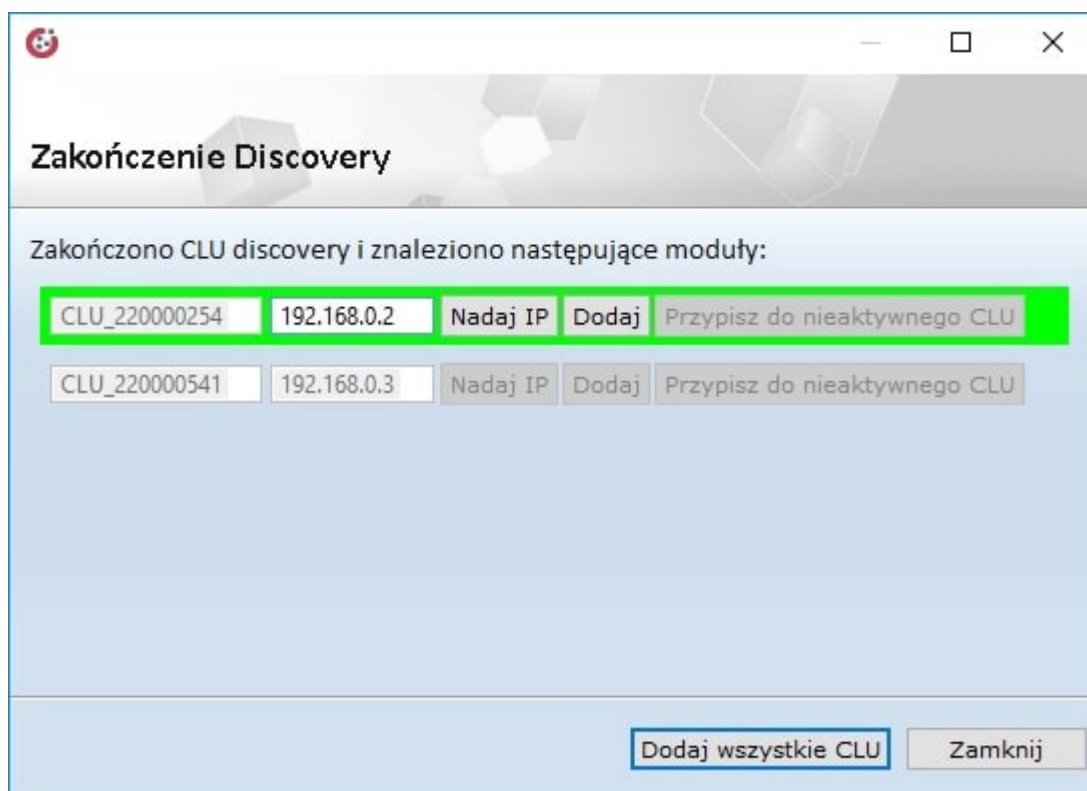 Zakończenie Discovery
Zakończono CLU discovery i znaleziono następujące moduły:
CLU_220000254 192.168.0.2 Nadaj IP Dodaj Przypisz do nieaktywnego CLU
CLU_220000541 192.168.0.3 Nadaj IP Dodaj Przypisz do nieaktywnego CLU
Dodaj wszystkie CLU Zamknij